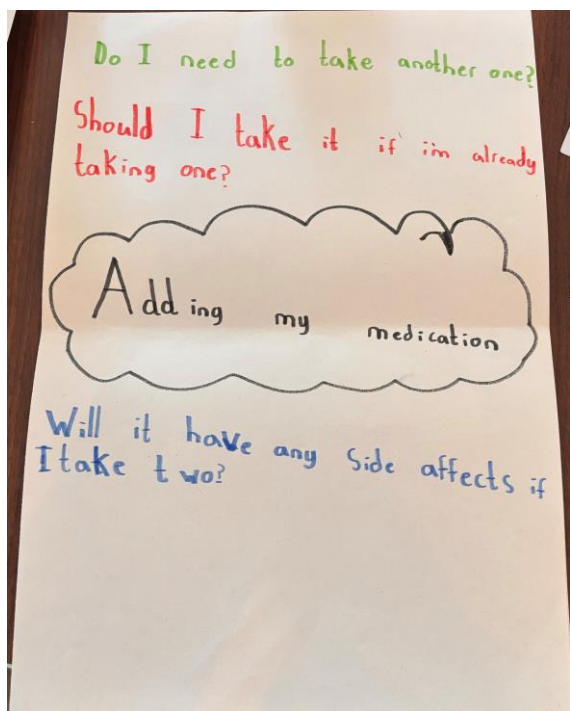 Do I need to take another one?
Should I take it if im already
taking one?
Adding my medication
Will it have any side affects if
I take two?